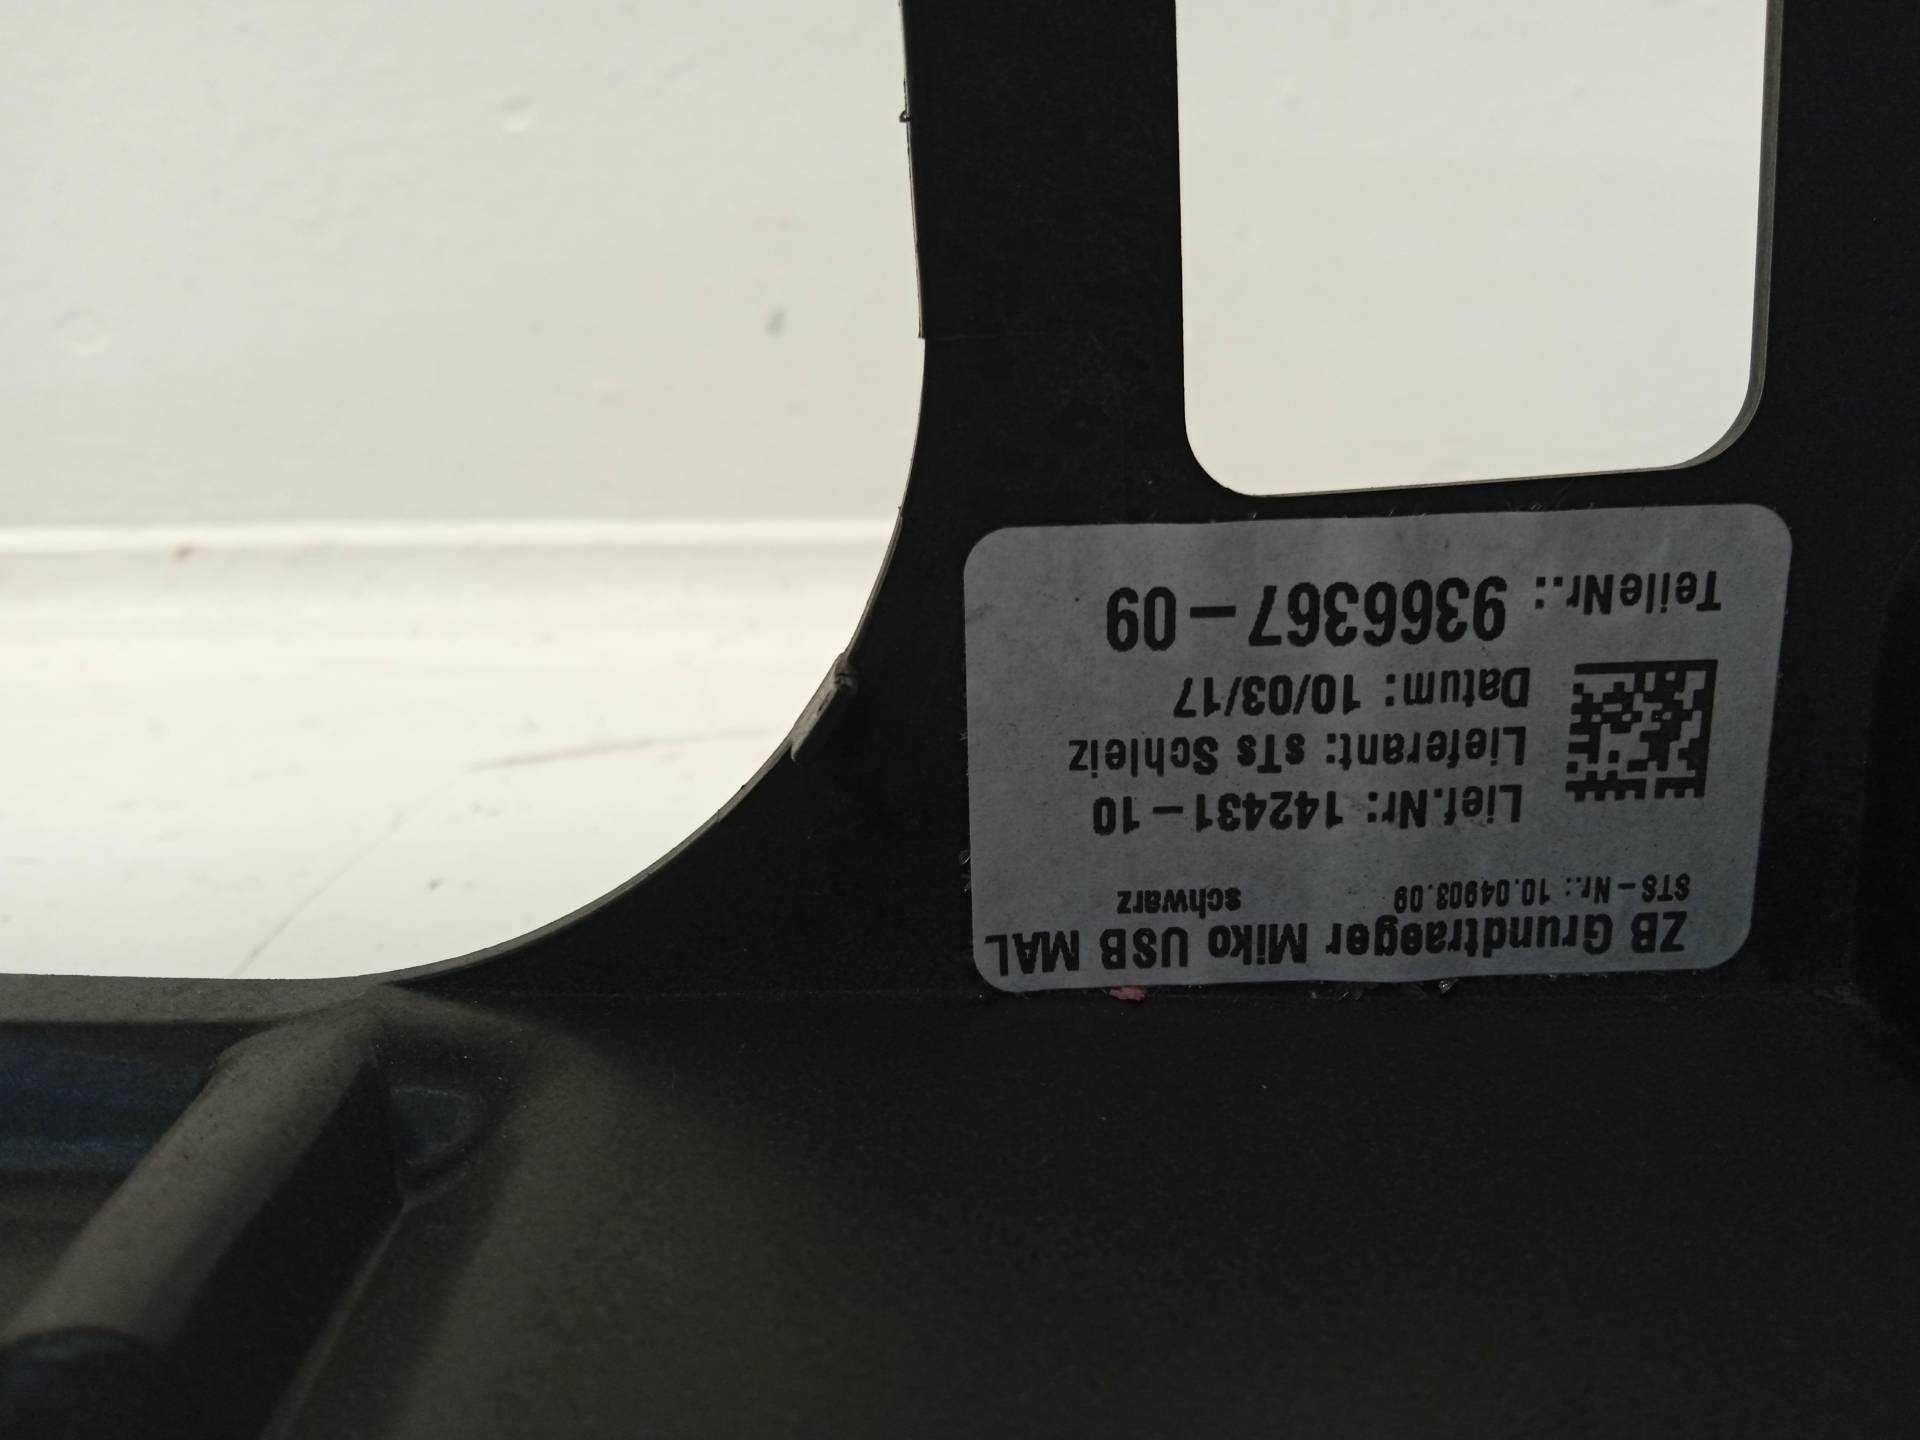 ZB Grundtraeger Miko USB MAL
STS-Nr.: 10.04903.09 schwarz
Lief.Nr: 142431-10
Lieferant: sTs Schleiz
Datum: 10/03/17
TeileNr.: 9366367-09